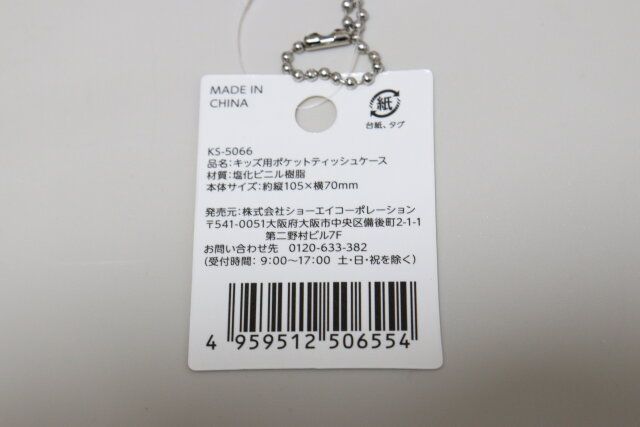 MADE IN
CHINA
紙
台紙、タグ
KS-5066
品名：キッズ用ポケットティッシュケース
材質：塩化ビニル樹脂
本体サイズ：約縦105×横70mm
発売元：株式会社ショーエイコーポレーション
〒541-0051大阪府大阪市中央区備後町2-1-1
第二野村ビル7F
お問い合わせ先 0120-633-382
(受付時間：9:00～17:00 土・日・祝を除く)
4 959512 506554